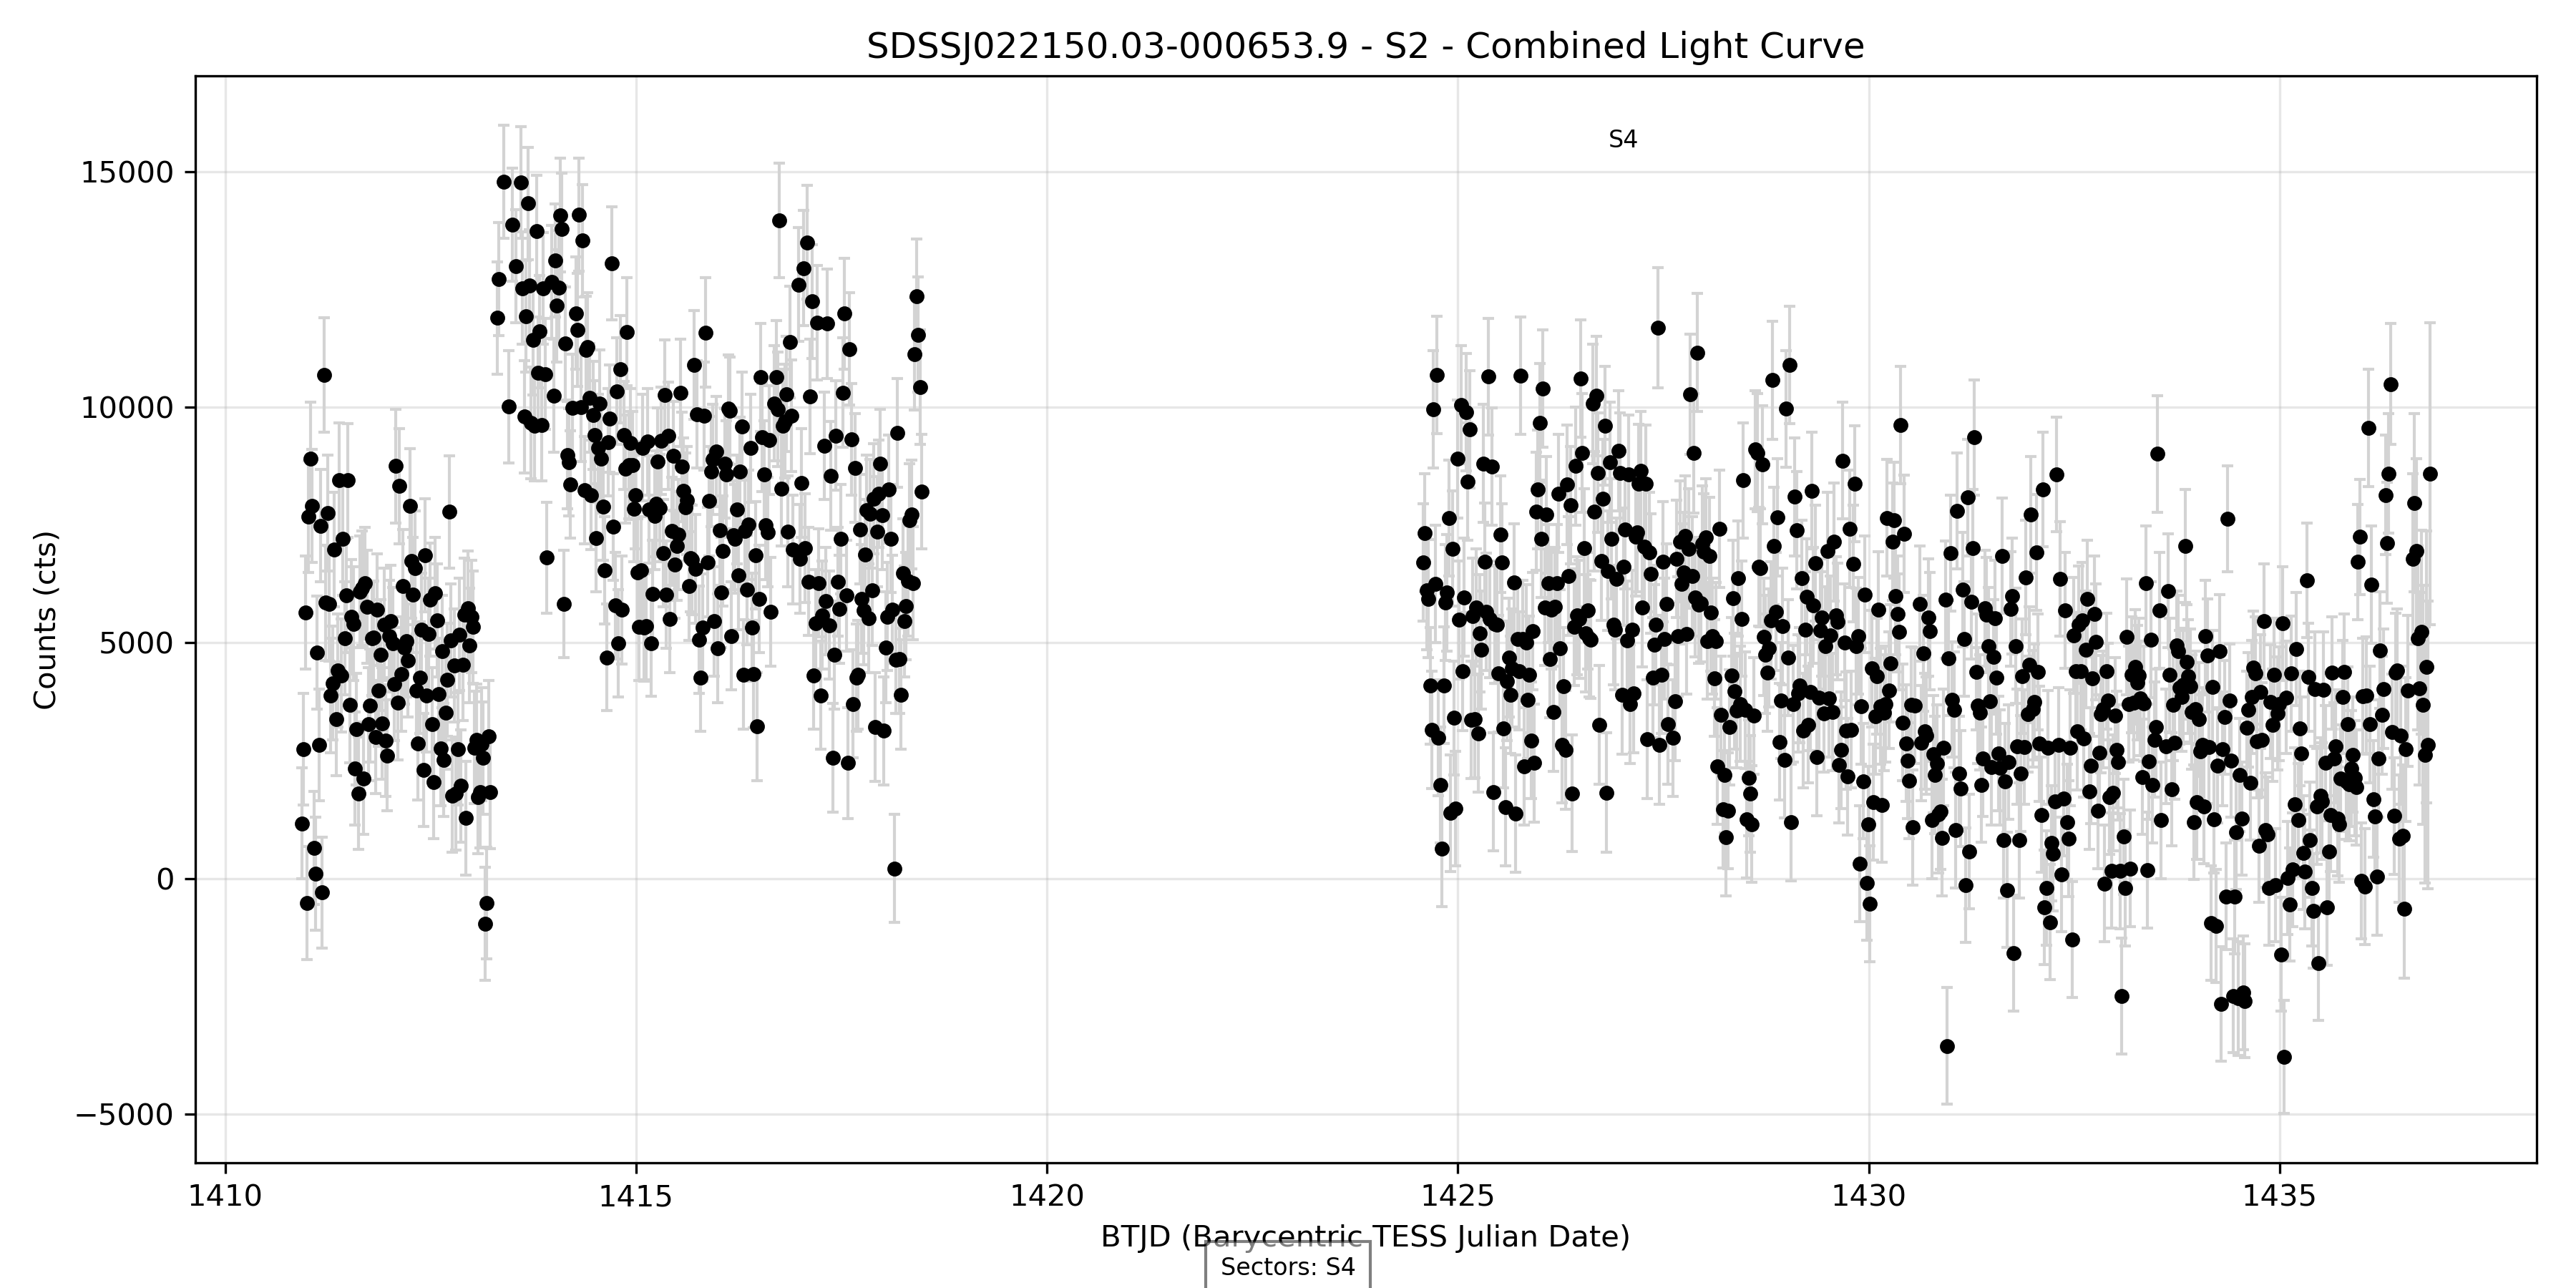 SDSSJ022150.03-000653.9 - S2 - Combined Light Curve
S4
15000
10000
5000
0
−5000
Counts (cts)
1410 1415 1420 1425 1430 1435
BTJD (Barycentric TESS Julian Date)
Sectors: S4